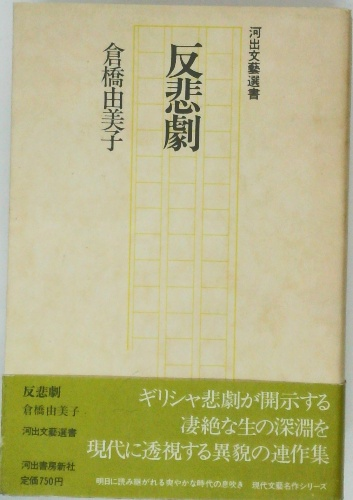 河出文藝選書
反悲劇
倉橋由美子
ギリシャ悲劇が開示する
凄絶な生の深淵を
現代に透視する異貌の連作集
明日に読み継がれる爽やかな時代の息吹き 現代文藝名作シリーズ
反悲劇
倉橋由美子
河出文藝選書
河出書房新社
定価750円